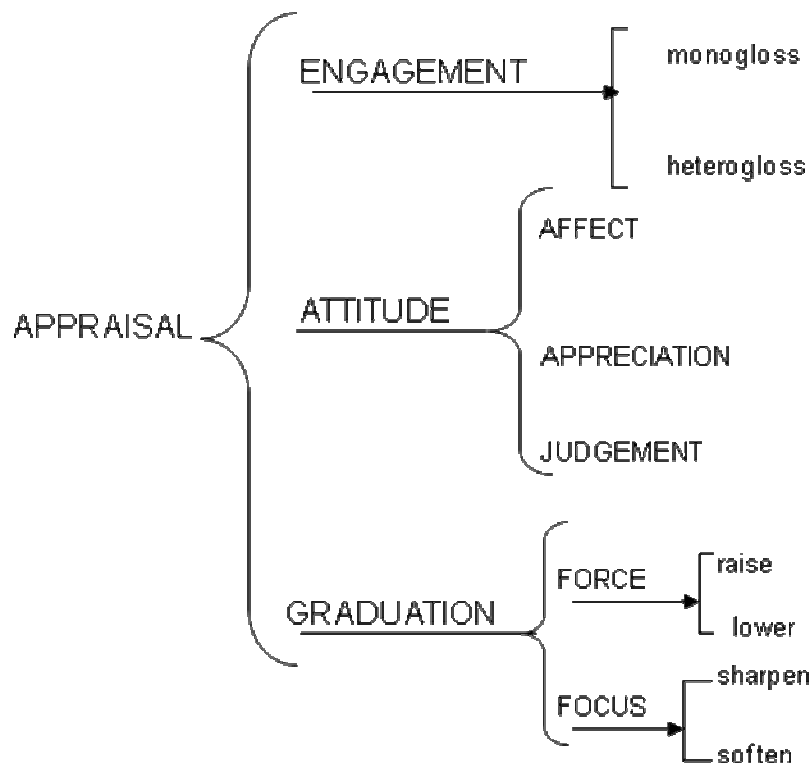 ENGAGEMENT
monogloss
heterogloss
APPRAISAL
ATTITUDE
AFFECT
APPRECIATION
JUDGEMENT
GRADUATION
FORCE
raise
lower
FOCUS
sharpen
soften